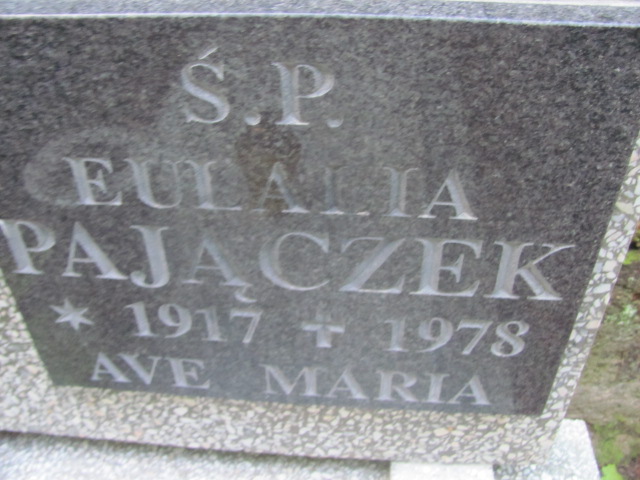 Ś.P.
EULALIA
PAJĄCZEK
* 1917 + 1978
AVE MARIA